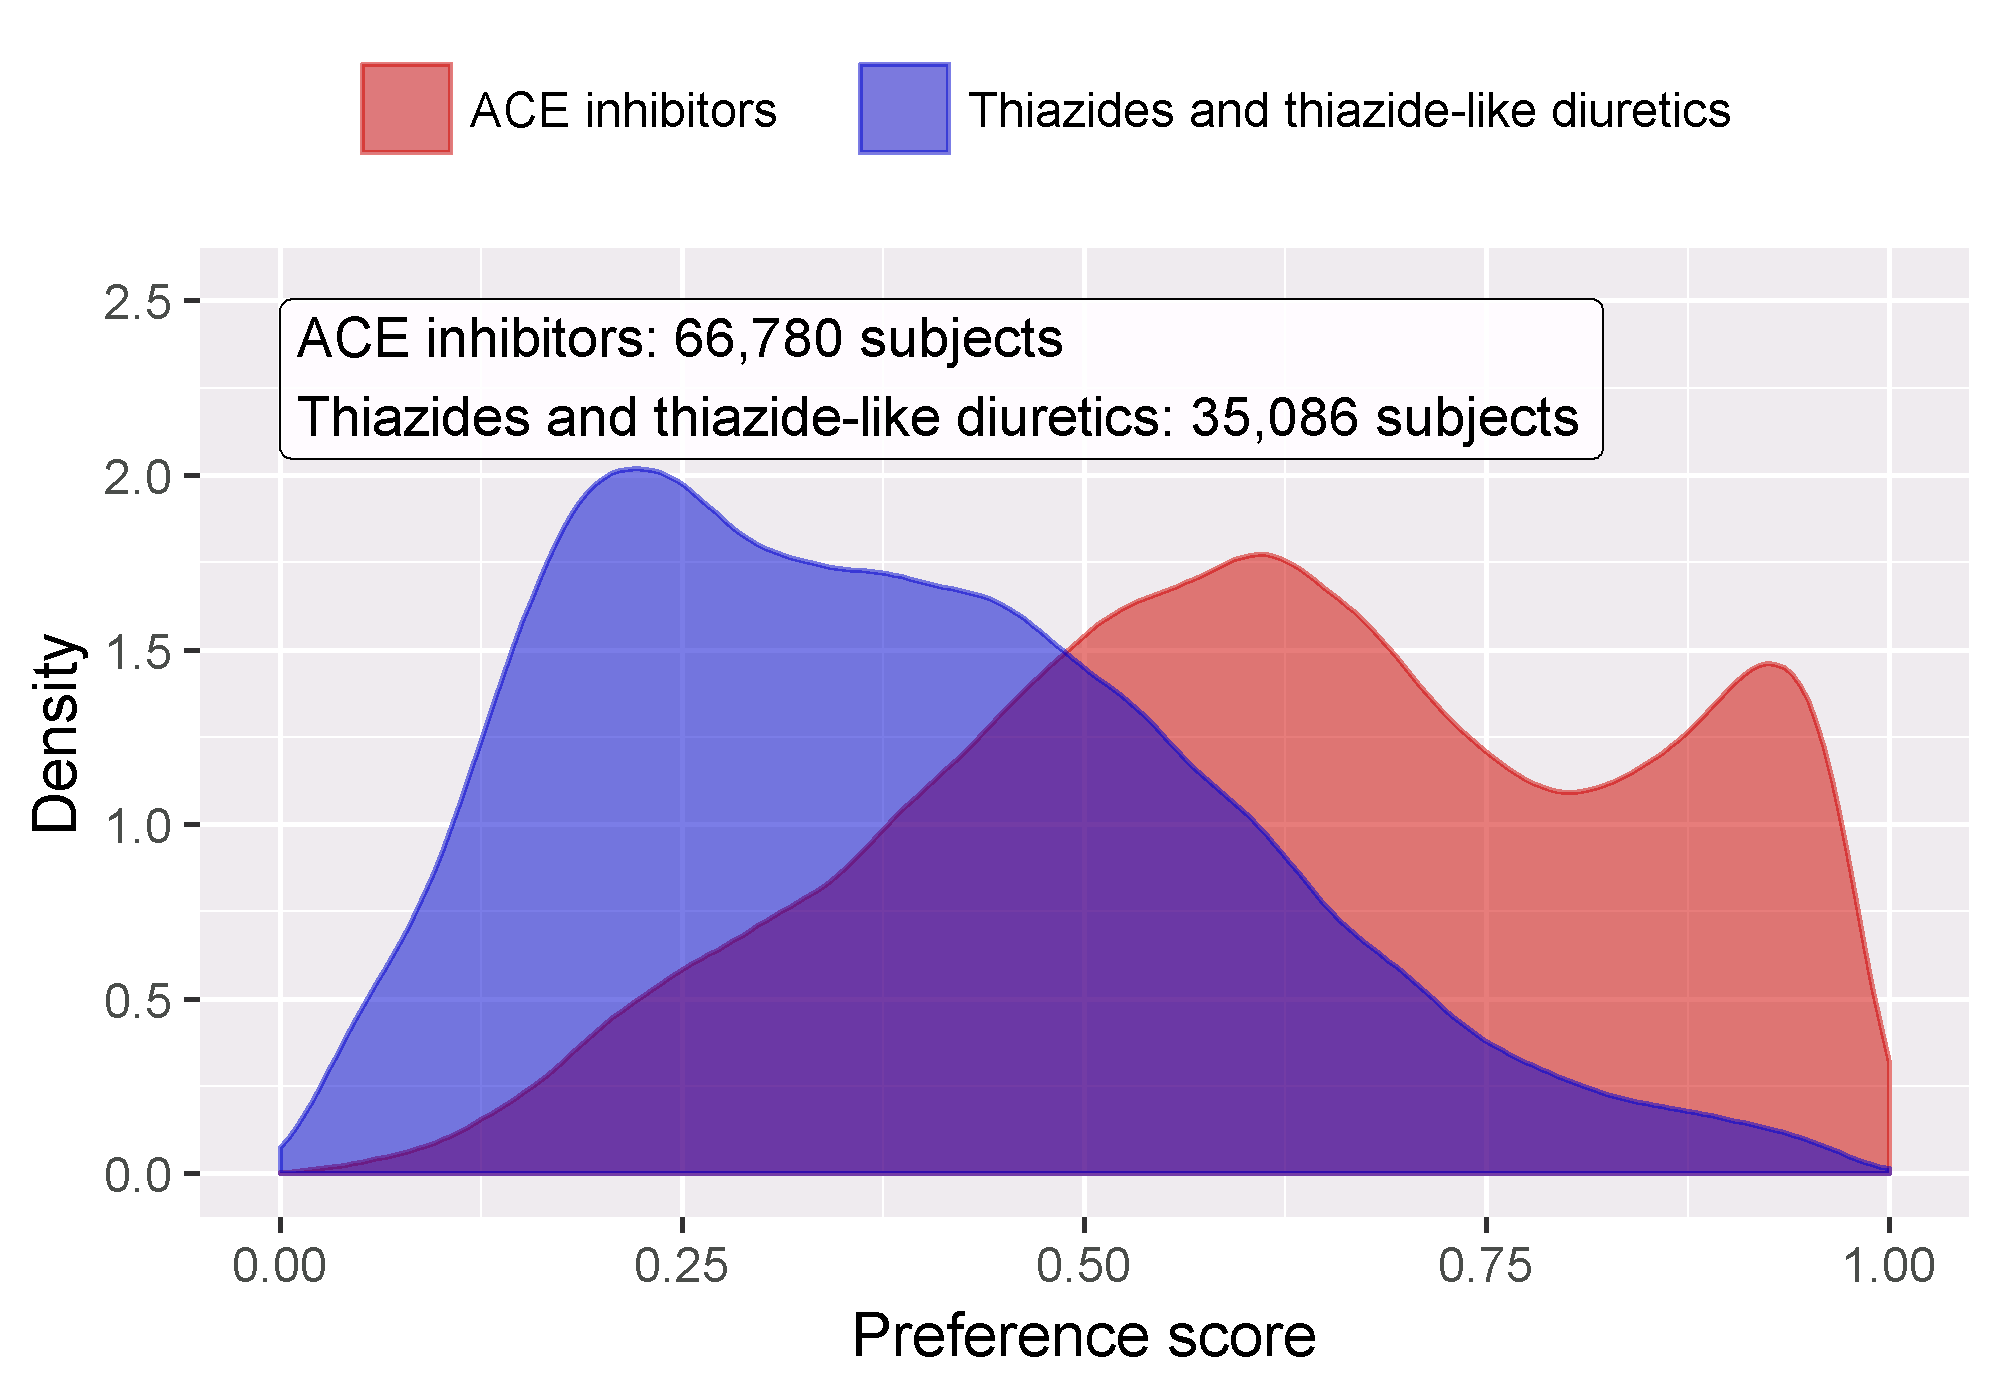 ACE inhibitors
Thiazides and thiazide-like diuretics
ACE inhibitors: 66,780 subjects
Thiazides and thiazide-like diuretics: 35,086 subjects
Density
2.5
2.0
1.5
1.0
0.5
0.0
0.00 0.25 0.50 0.75 1.00
Preference score